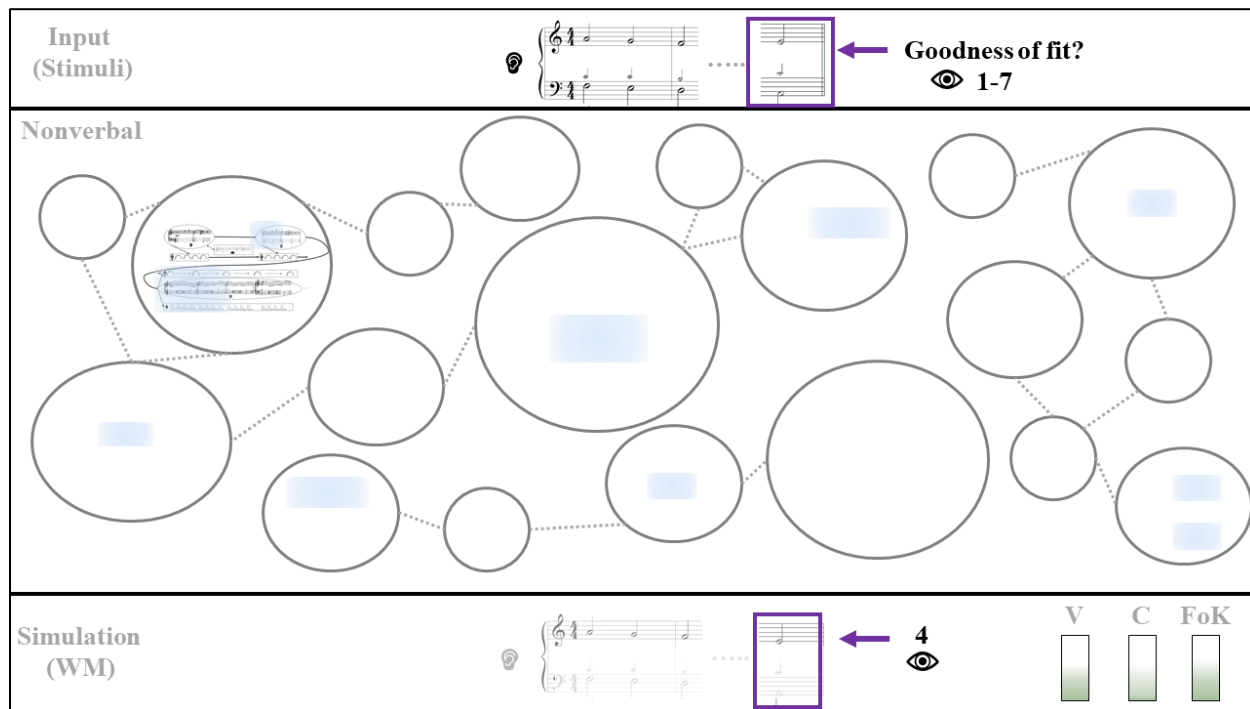 Input
(Stimuli)
Goodness of fit?
1-7
Nonverbal
Simulation
(WM)
4
V C FoK